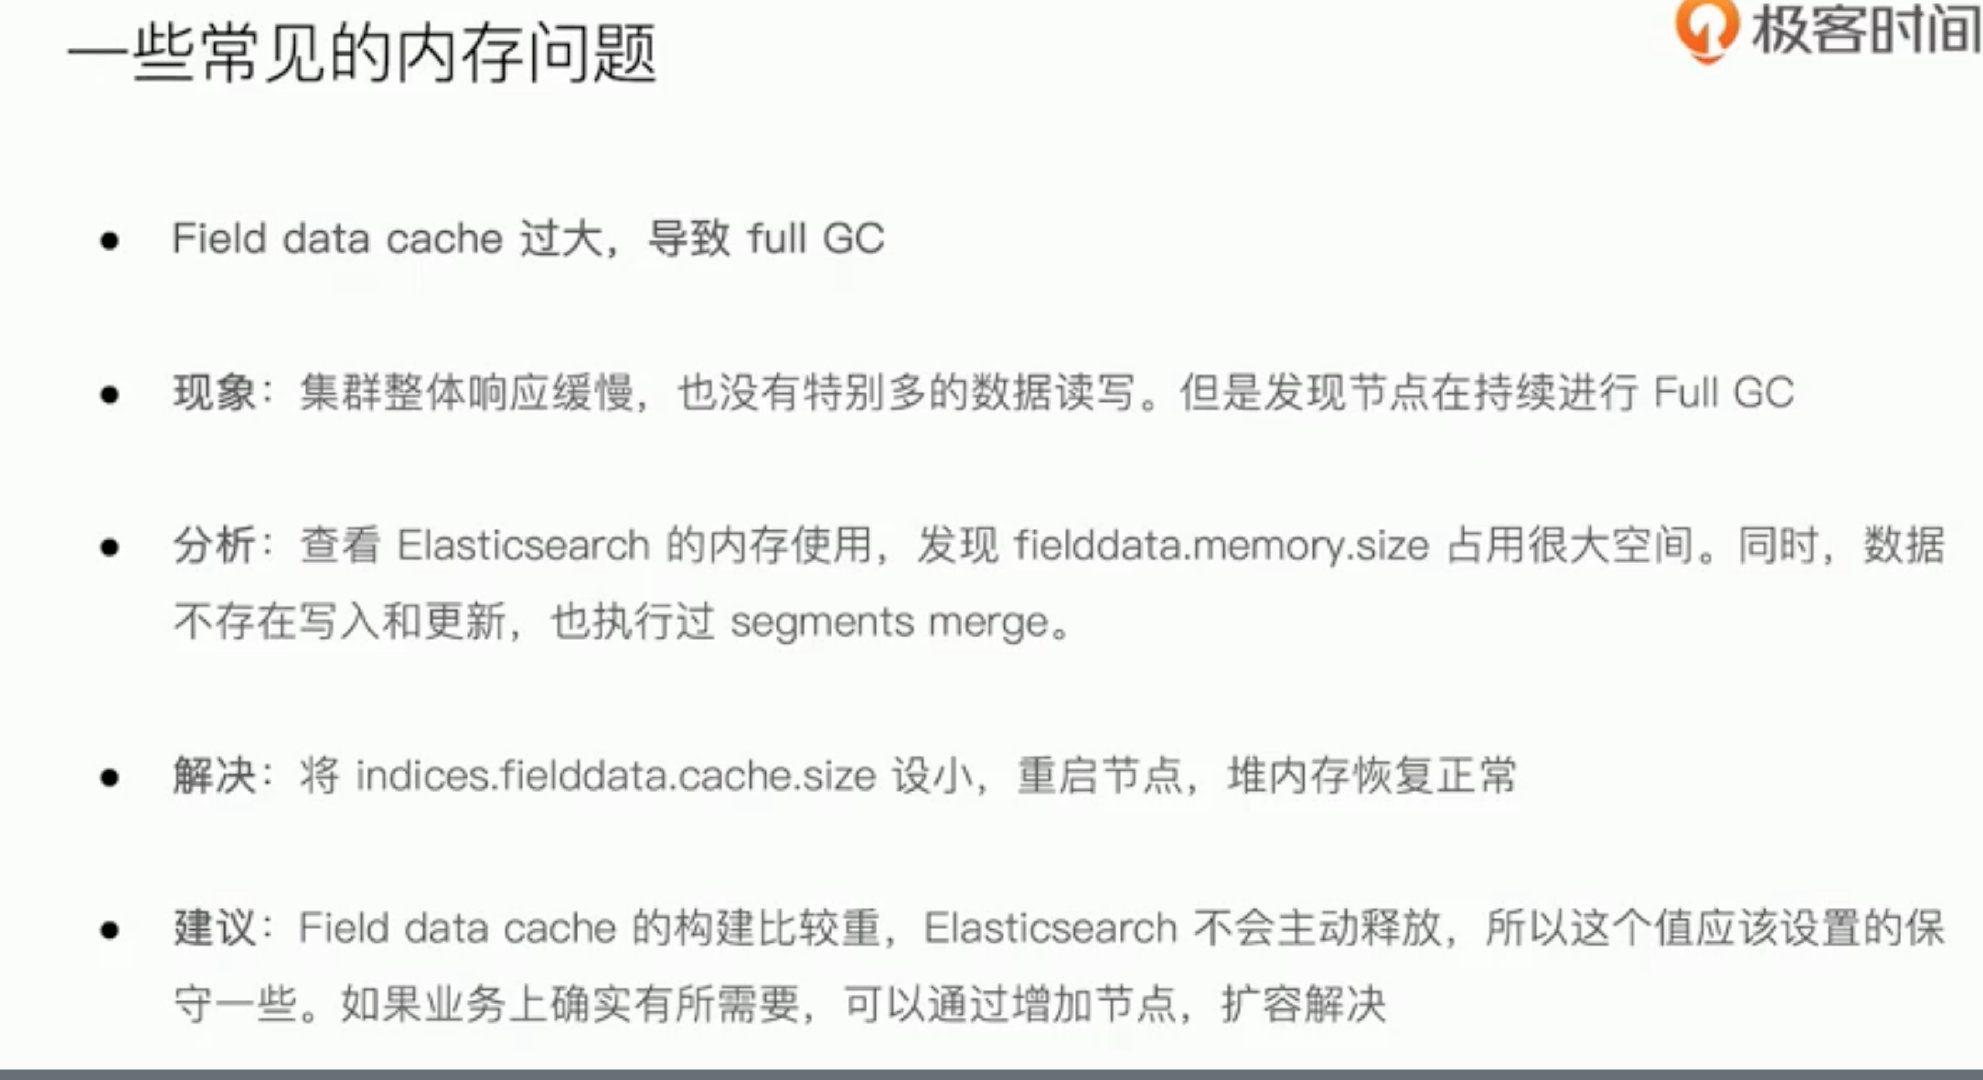 一些常见的内存问题
极客时间
● Field data cache 过大，导致 full GC
● 现象：集群整体响应缓慢，也没有特别多的数据读写。但是发现节点在持续进行 Full GC
● 分析：查看 Elasticsearch 的内存使用，发现 fielddata.memory.size 占用很大空间。同时，数据
不存在写入和更新，也执行过 segments merge。
● 解决：将 indices.fielddata.cache.size 设小，重启节点，堆内存恢复正常
● 建议：Field data cache 的构建比较重，Elasticsearch 不会主动释放，所以这个值应该设置的保
守一些。如果业务上确实有所需要，可以通过增加节点，扩容解决